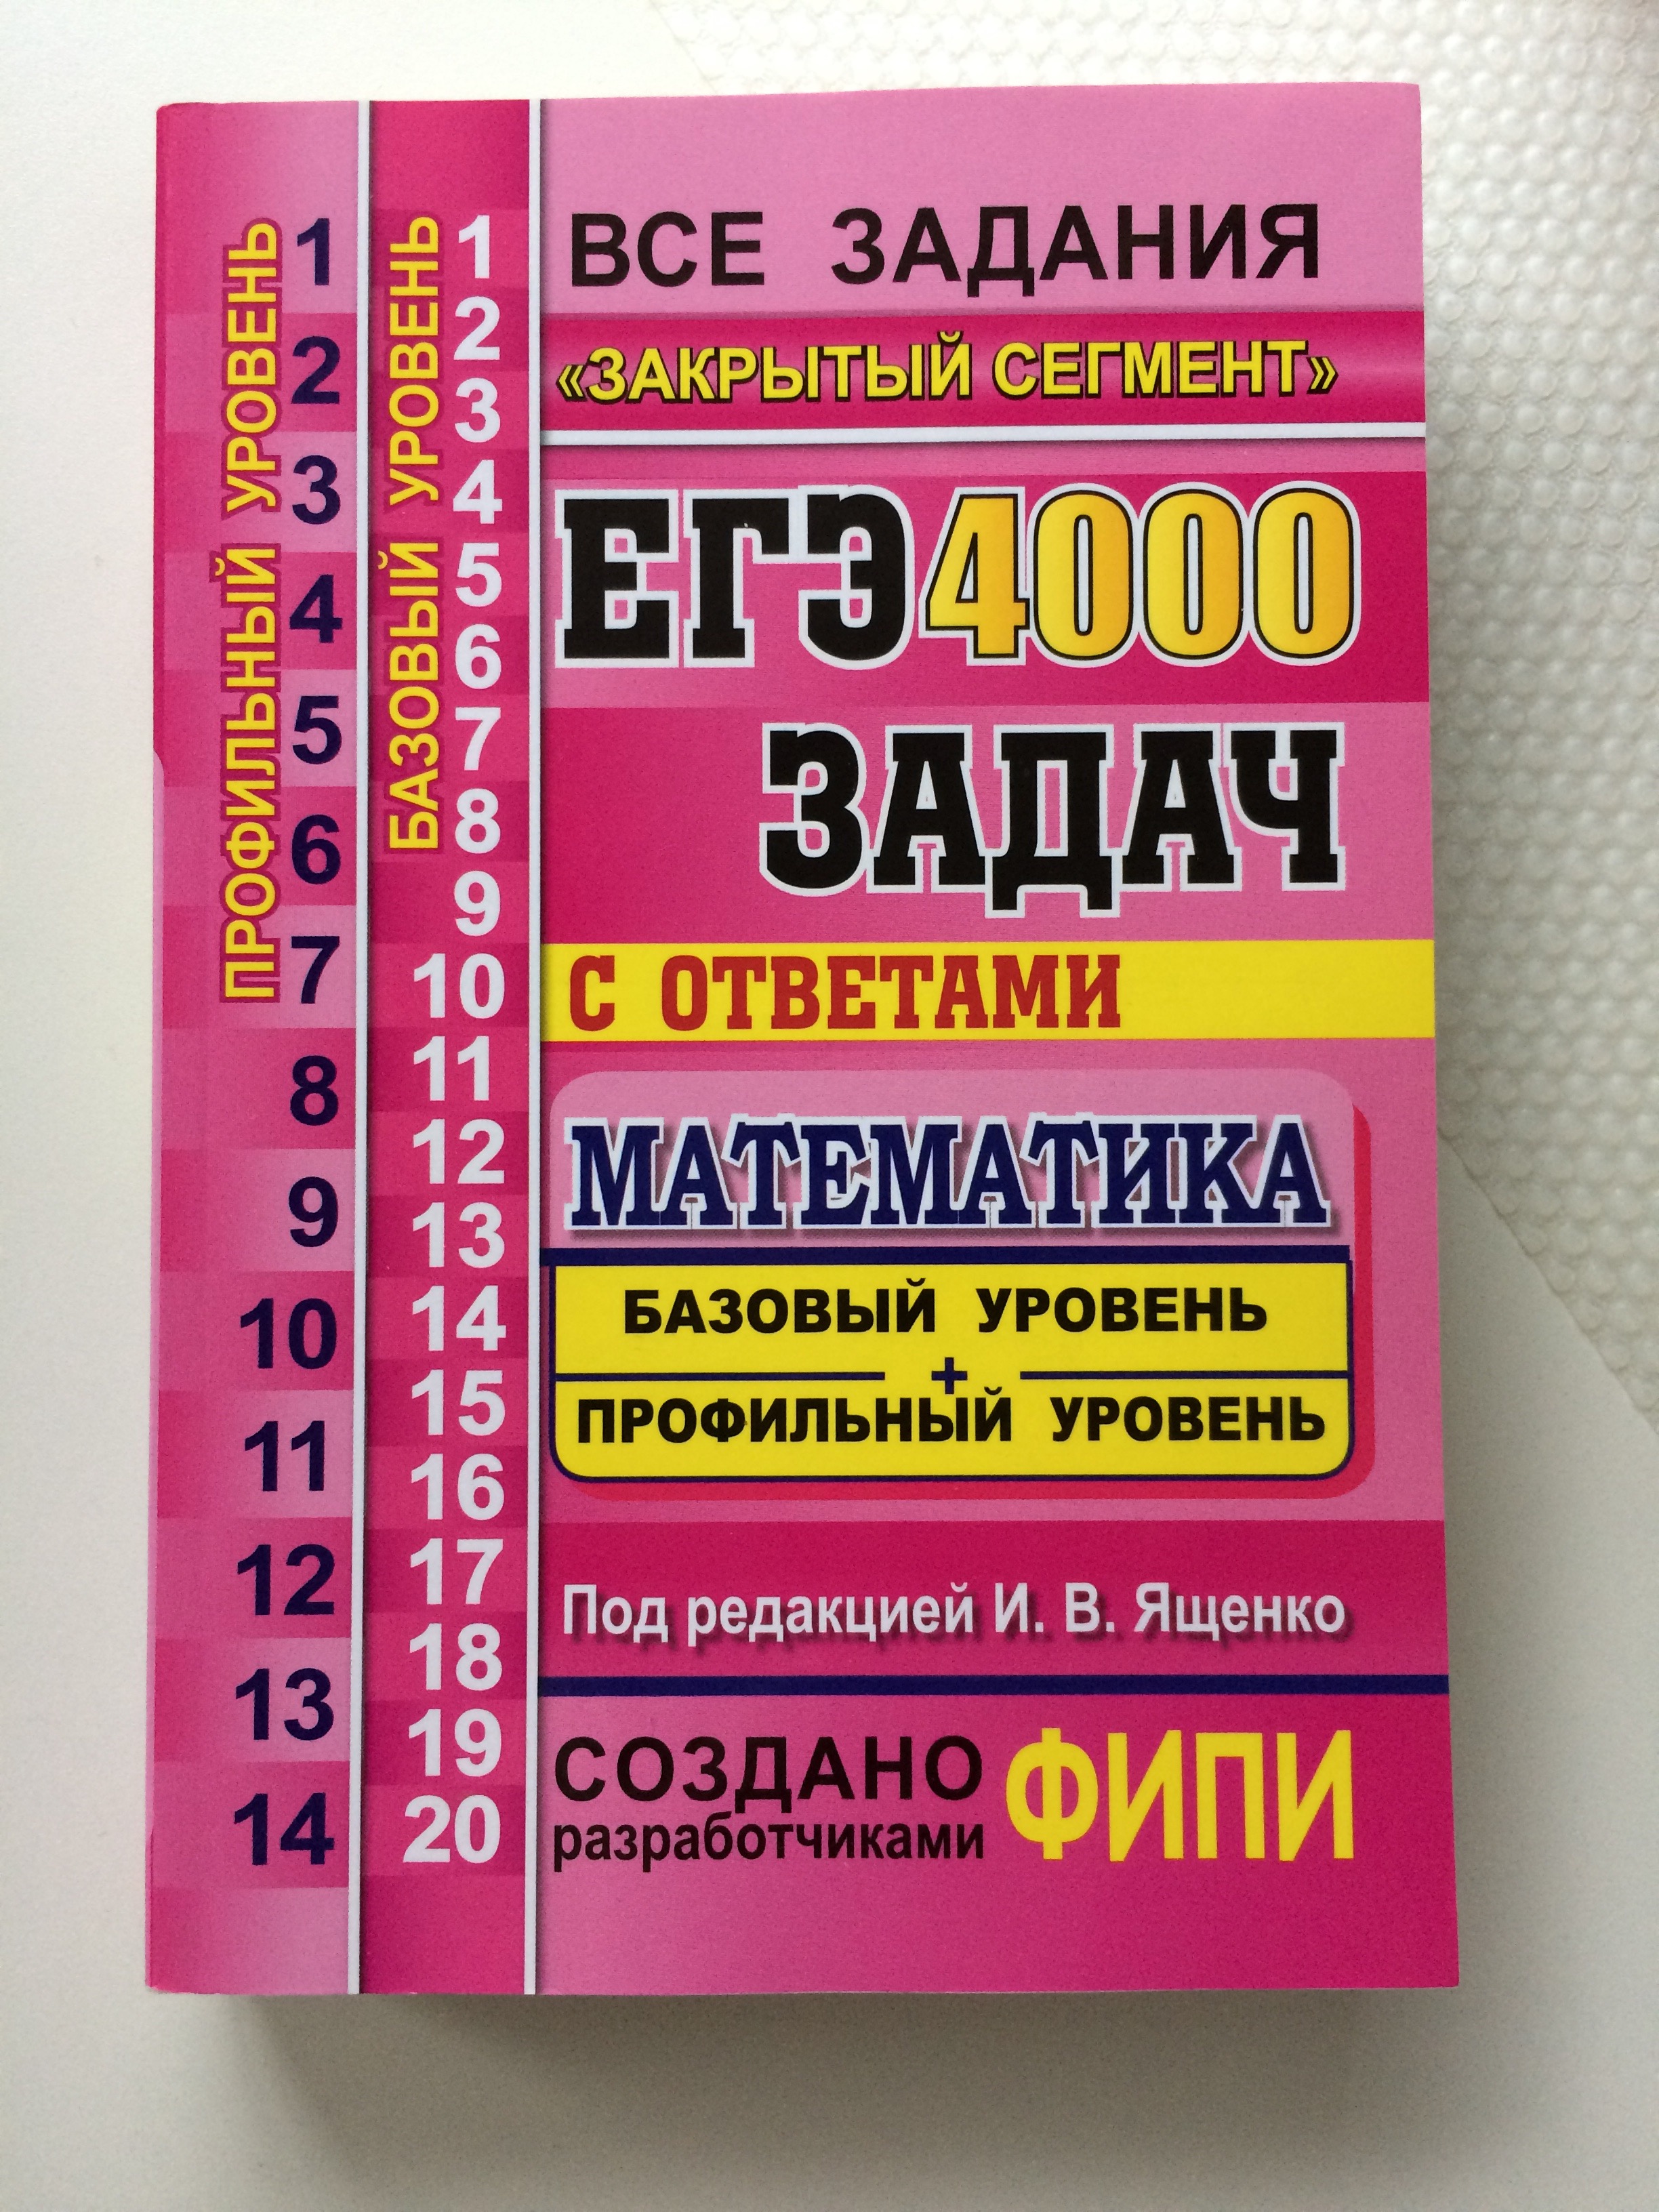 ПРОФИЛЬНЫЙ УРОВЕНЬ
1
2
3
4
5
6
7
8
9
10
11
12
13
14
БАЗОВЫЙ УРОВЕНЬ
1
2
3
4
5
6
7
8
9
10
11
12
13
14
15
16
17
18
19
20
ВСЕ ЗАДАНИЯ
«ЗАКРЫТЫЙ СЕГМЕНТ»
ЕГЭ 4000
ЗАДАЧ
С ОТВЕТАМИ
МАТЕМАТИКА
БАЗОВЫЙ УРОВЕНЬ
+
ПРОФИЛЬНЫЙ УРОВЕНЬ
Под редакцией И. В. Ященко
СОЗДАНО
разработчиками ФИПИ